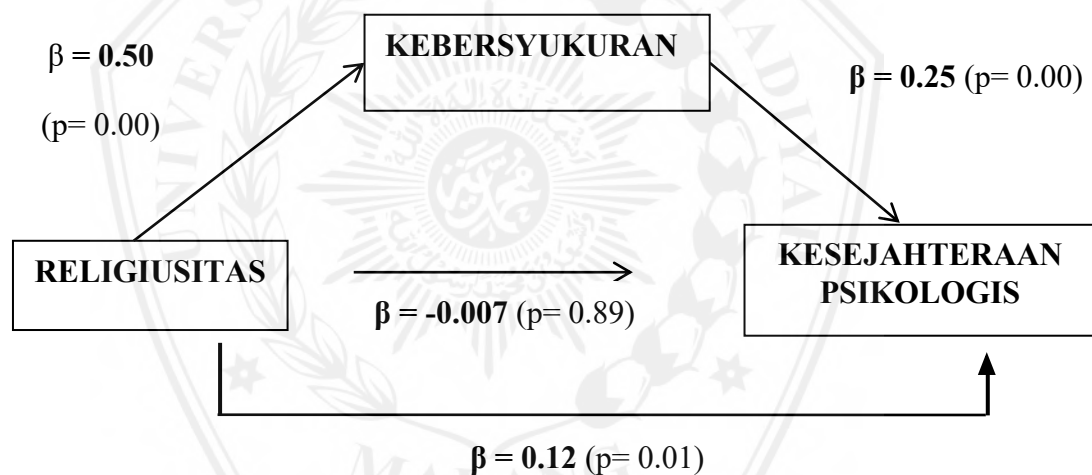 β = 0.50
(p= 0.00)
KEBERSYUKURAN
β = 0.25 (p= 0.00)
RELIGIUSITAS
β = -0.007 (p= 0.89)
KESEJAHTERAAN
PSIKOLOGIS
β = 0.12 (p= 0.01)